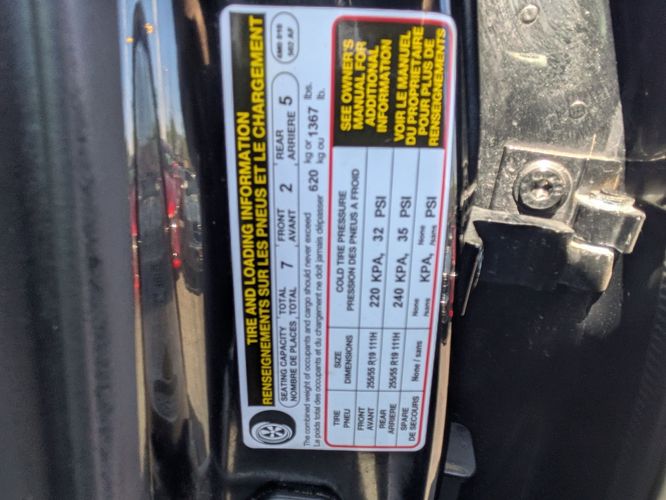 TIRE AND LOADING INFORMATION
RENSEIGNEMENTS SUR LES PNEUS ET LE CHARGEMENT
SEATING CAPACITY TOTAL 7 FRONT 2 REAR 5
NOMBRE DE PLACES TOTAL AVANT ARRIERE
502 AF
The combined weight of occupants and cargo should never exceed 620 kg or 1367 lbs.
Le poids total des occupants et du chargement ne doit jamais dépasser kg ou lb.
TIRE SIZE COLD TIRE PRESSURE
PNEU DIMENSIONS PRESSION DES PNEUS A FROID
FRONT 255/55 R19 111H 220 KPA, 32 PSI
AVANT
REAR 255/55 R19 111H 240 KPA, 35 PSI
ARRIERE
SPARE None / sans None /sans KPA, None /sans PSI
DE SECOURS
SEE OWNER'S
MANUAL FOR
ADDITIONAL
INFORMATION
VOIR LE MANUEL
DU PROPRIETAIRE
POUR PLUS DE
RENSEIGNEMENTS